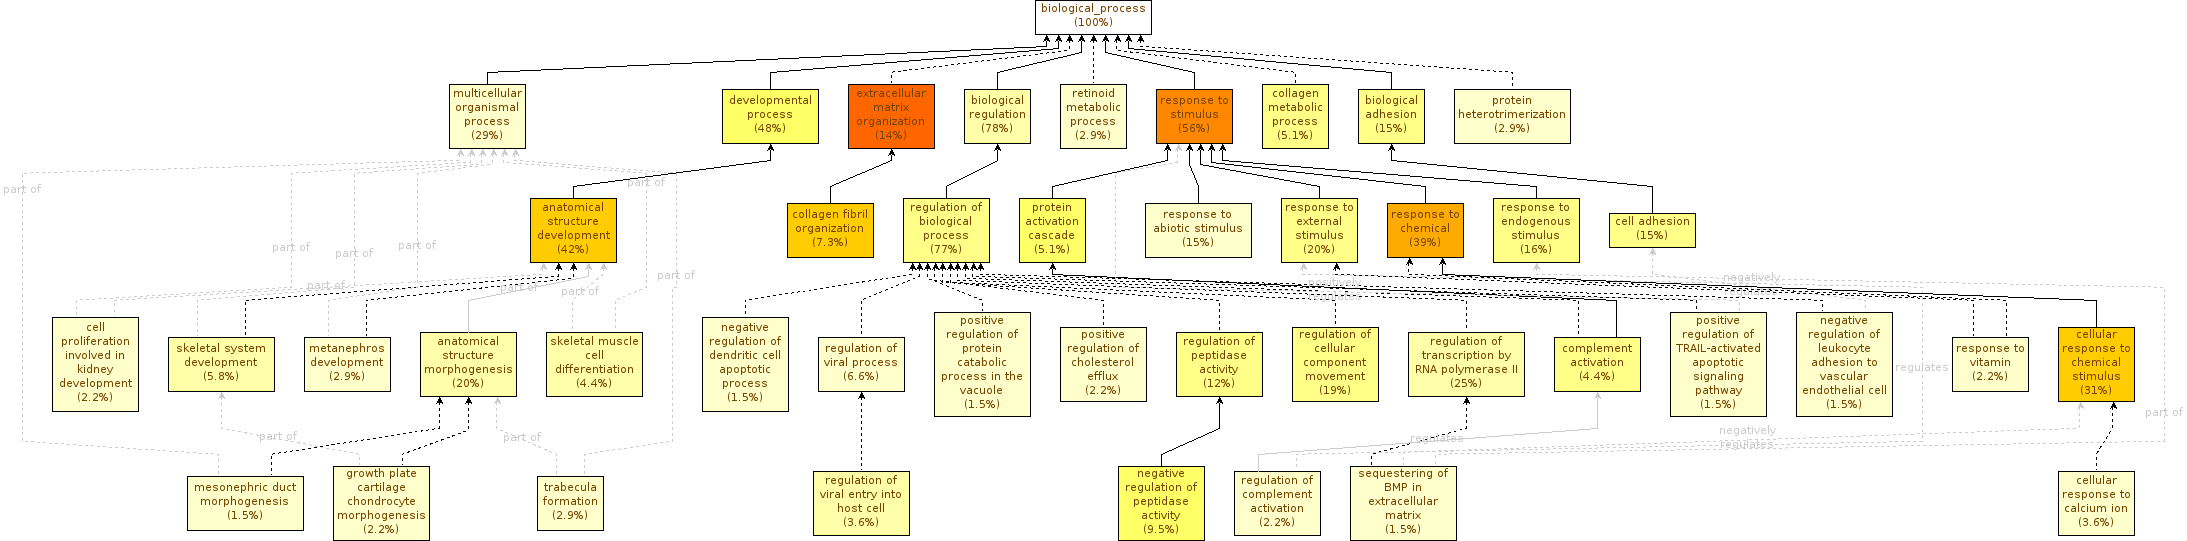 biological_process
(100%)
multicellular
organismal
process
(29%)
developmental
process
(48%)
extracellular
matrix
organization
(14%)
biological
regulation
(78%)
retinoid
metabolic
process
(2.9%)
response to
stimulus
(56%)
collagen
metabolic
process
(5.1%)
biological
adhesion
(15%)
protein
heterotrimerization
(2.9%)
part of
part of
anatomical
structure
development
(42%)
collagen fibril
organization
(7.3%)
regulation of
biological
process
(77%)
protein
activation
cascade
(5.1%)
response to
abiotic stimulus
(15%)
response to
external
stimulus
(20%)
response to
chemical
(39%)
response to
endogenous
stimulus
(16%)
cell adhesion
(15%)
part of
part of
part of
part of
part of
part of
part of
positively
regulates
negatively
cell
proliferation
involved in
kidney
development
(2.2%)
skeletal system
development
(5.8%)
metanephros
development
(2.9%)
anatomical
structure
morphogenesis
(20%)
skeletal muscle
cell
differentiation
(4.4%)
negative
regulation of
dendritic cell
apoptotic
process
(1.5%)
regulation of
viral process
(6.6%)
positive
regulation of
protein
catabolic
process in the
vacuole
(1.5%)
positive
regulation of
cholesterol
efflux
(2.2%)
regulation of
peptidase
activity
(12%)
regulation of
cellular
component
movement
(19%)
regulation of
transcription by
RNA polymerase II
(25%)
complement
activation
(4.4%)
positive
regulation of
TRAIL-activated
apoptotic
signaling
pathway
(1.5%)
negative
regulation of
leukocyte
adhesion to
vascular
endothelial cell
(1.5%)
regulates
response to
vitamin
(2.2%)
cellular
response to
chemical
stimulus
(31%)
part of
part of
part of
regulates
negatively
regulates
mesonephric duct
morphogenesis
(1.5%)
growth plate
cartilage
chondrocyte
morphogenesis
(2.2%)
trabecula
formation
(2.9%)
regulation of
viral entry into
host cell
(3.6%)
negative
regulation of
peptidase
activity
(9.5%)
regulation of
complement
activation
(2.2%)
sequestering of
BMP in
extracellular
matrix
(1.5%)
cellular
response to
calcium ion
(3.6%)